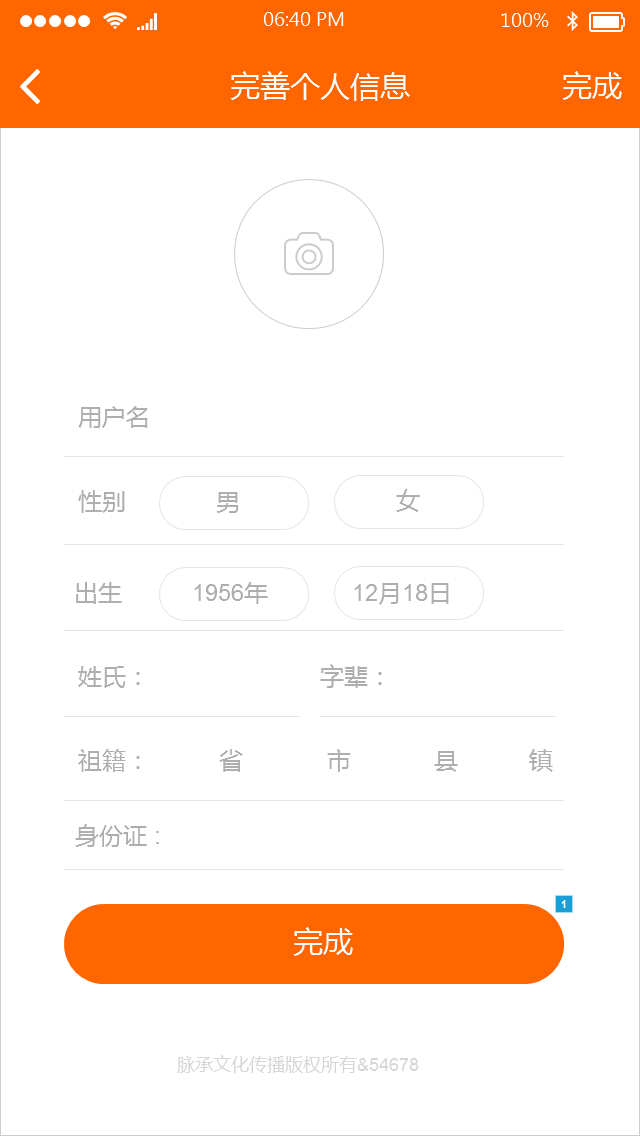 06:40 PM 100%
完善个人信息 完成
用户名
性别 男 女
出生 1956年 12月18日
姓氏： 字辈：
祖籍： 省 市 县 镇
身份证：
1
完成
脉承文化传播版权所有&54678